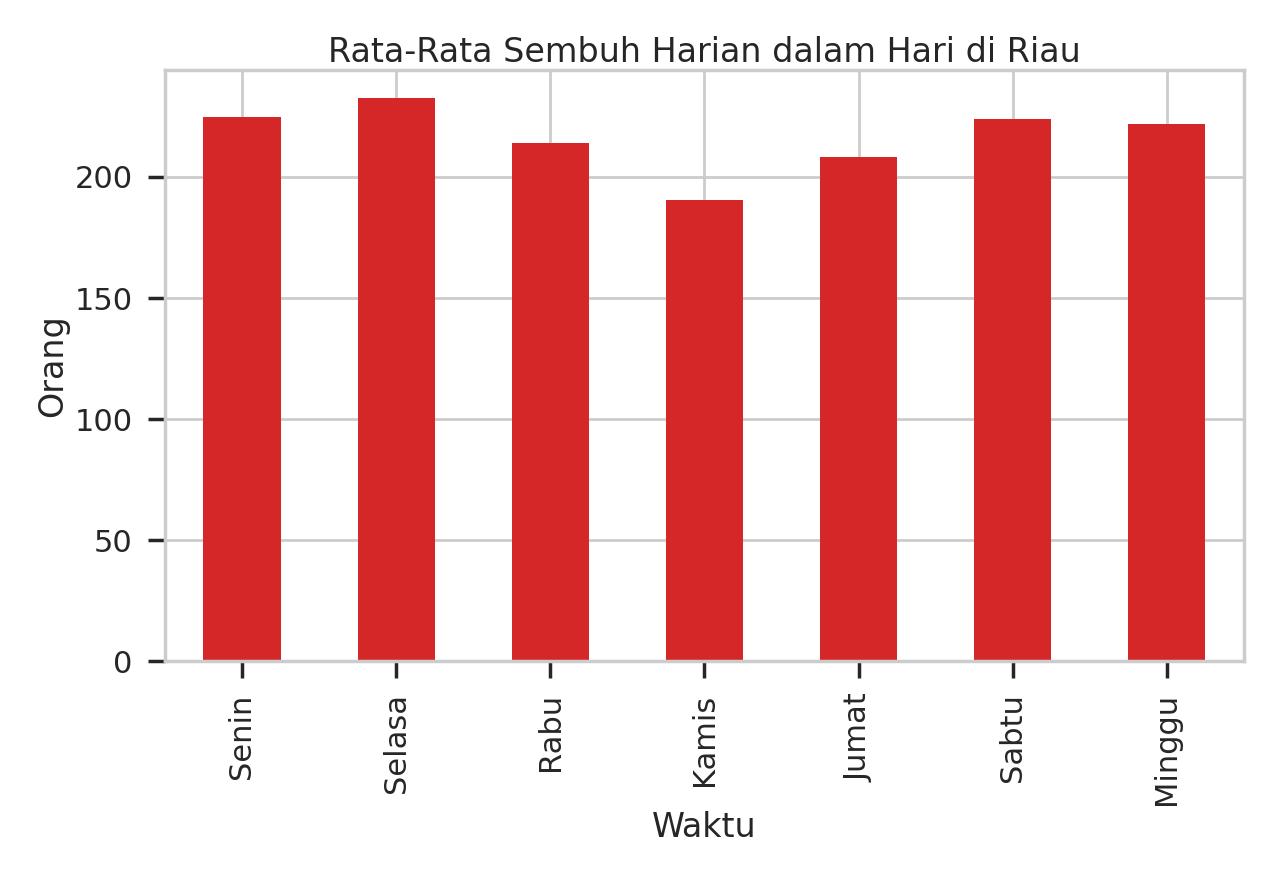 Rata-Rata Sembuh Harian dalam Hari di Riau
Orang
200
150
100
50
0
Senin
Selasa
Rabu
Kamis
Jumat
Sabtu
Minggu
Waktu